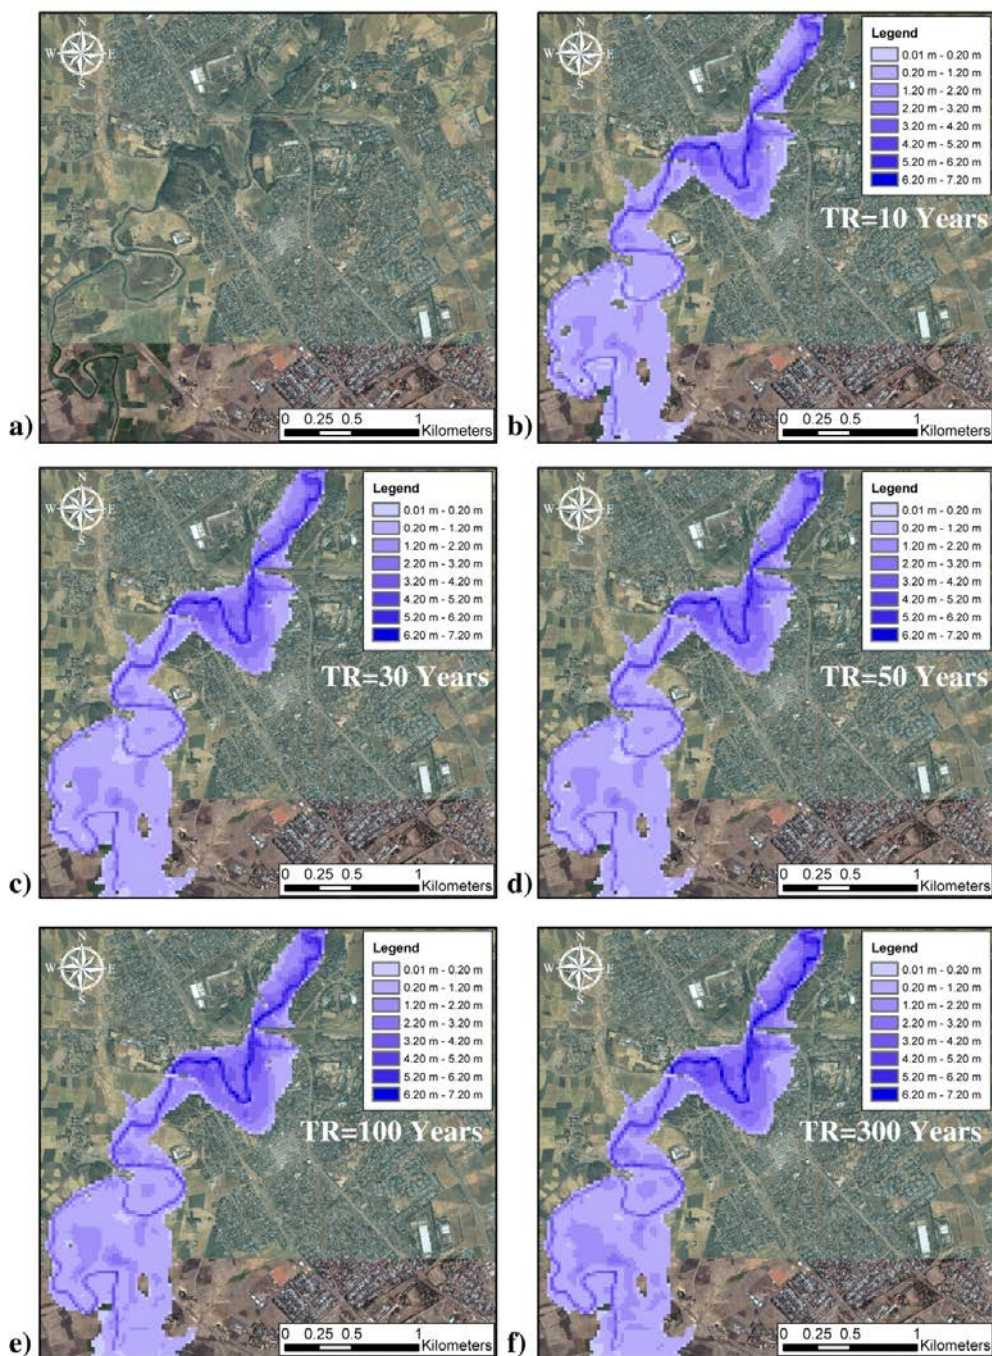 N
W E
S
0 0.25 0.5 1
Kilometers
a)
N
W E
S
Legend
0.01 m - 0.20 m
0.20 m - 1.20 m
1.20 m - 2.20 m
2.20 m - 3.20 m
3.20 m - 4.20 m
4.20 m - 5.20 m
5.20 m - 6.20 m
6.20 m - 7.20 m
TR=10 Years
0 0.25 0.5 1
Kilometers
b)
N
W E
S
Legend
0.01 m - 0.20 m
0.20 m - 1.20 m
1.20 m - 2.20 m
2.20 m - 3.20 m
3.20 m - 4.20 m
4.20 m - 5.20 m
5.20 m - 6.20 m
6.20 m - 7.20 m
TR=30 Years
0 0.25 0.5 1
Kilometers
c)
N
W E
S
Legend
0.01 m - 0.20 m
0.20 m - 1.20 m
1.20 m - 2.20 m
2.20 m - 3.20 m
3.20 m - 4.20 m
4.20 m - 5.20 m
5.20 m - 6.20 m
6.20 m - 7.20 m
TR=50 Years
0 0.25 0.5 1
Kilometers
d)
N
W E
S
Legend
0.01 m - 0.20 m
0.20 m - 1.20 m
1.20 m - 2.20 m
2.20 m - 3.20 m
3.20 m - 4.20 m
4.20 m - 5.20 m
5.20 m - 6.20 m
6.20 m - 7.20 m
TR=100 Years
0 0.25 0.5 1
Kilometers
e)
N
W E
S
Legend
0.01 m - 0.20 m
0.20 m - 1.20 m
1.20 m - 2.20 m
2.20 m - 3.20 m
3.20 m - 4.20 m
4.20 m - 5.20 m
5.20 m - 6.20 m
6.20 m - 7.20 m
TR=300 Years
0 0.25 0.5 1
Kilometers
f)